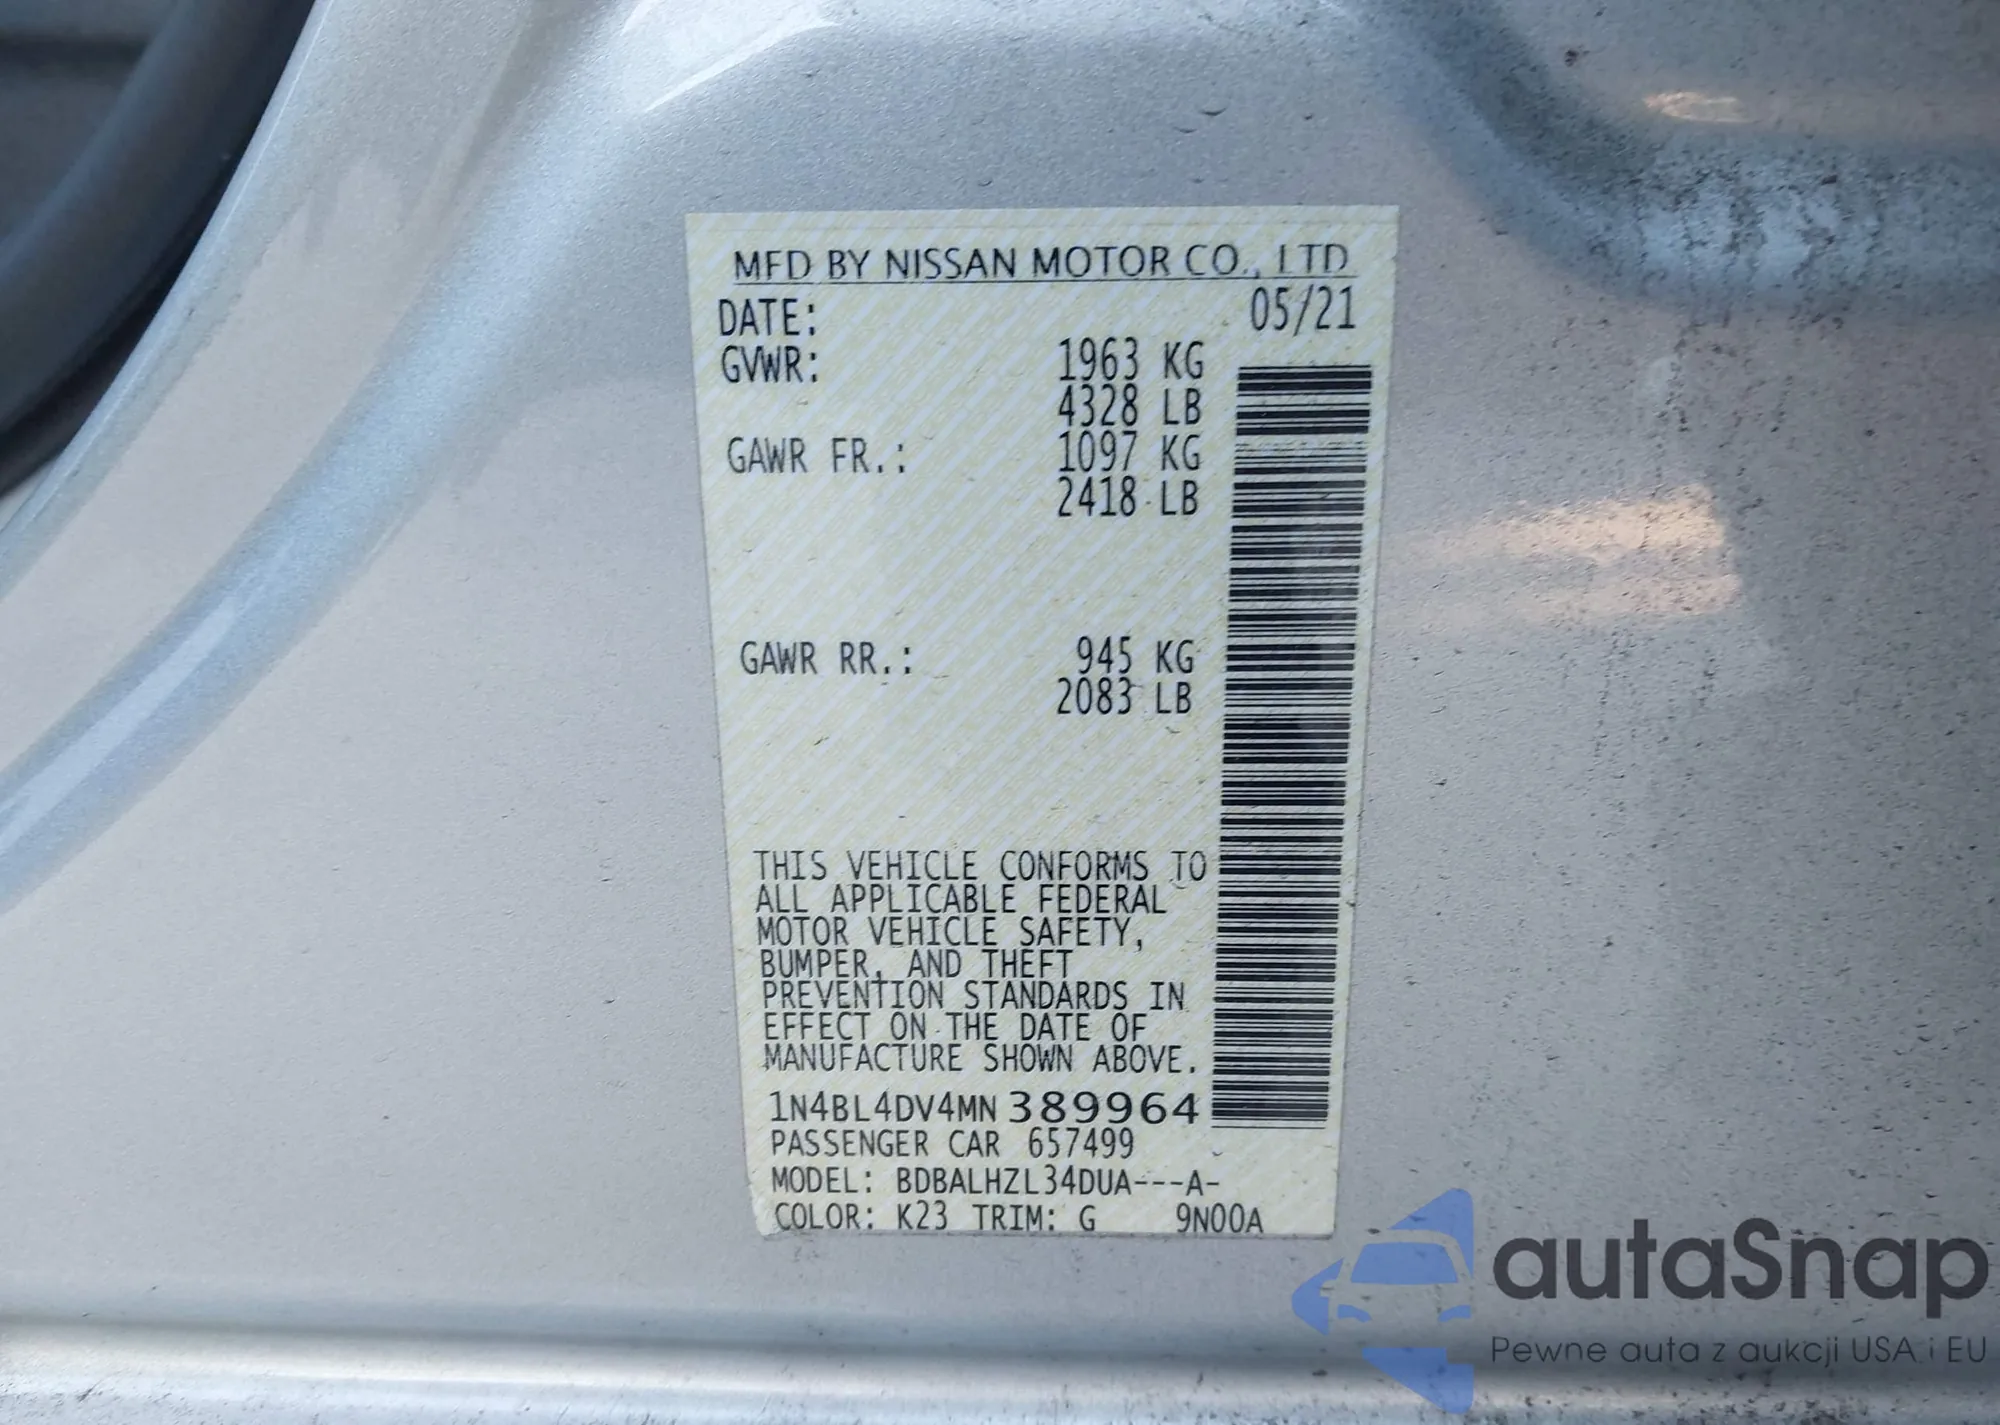 MFD BY NISSAN MOTOR CO., LTD
DATE: 05/21
GVWR: 1963 KG
4328 LB
GAWR FR.: 1097 KG
2418 LB
GAWR RR.: 945 KG
2083 LB
THIS VEHICLE CONFORMS TO
ALL APPLICABLE FEDERAL
MOTOR VEHICLE SAFETY,
BUMPER, AND THEFT
PREVENTION STANDARDS IN
EFFECT ON THE DATE OF
MANUFACTURE SHOWN ABOVE.
1N4BL4DV4MN389964
PASSENGER CAR 657499
MODEL: BDBALHZL34DUA---A-
COLOR: K23 TRIM: G 9N00A
autaSnap
Pewne auta z aukcji USA i EU